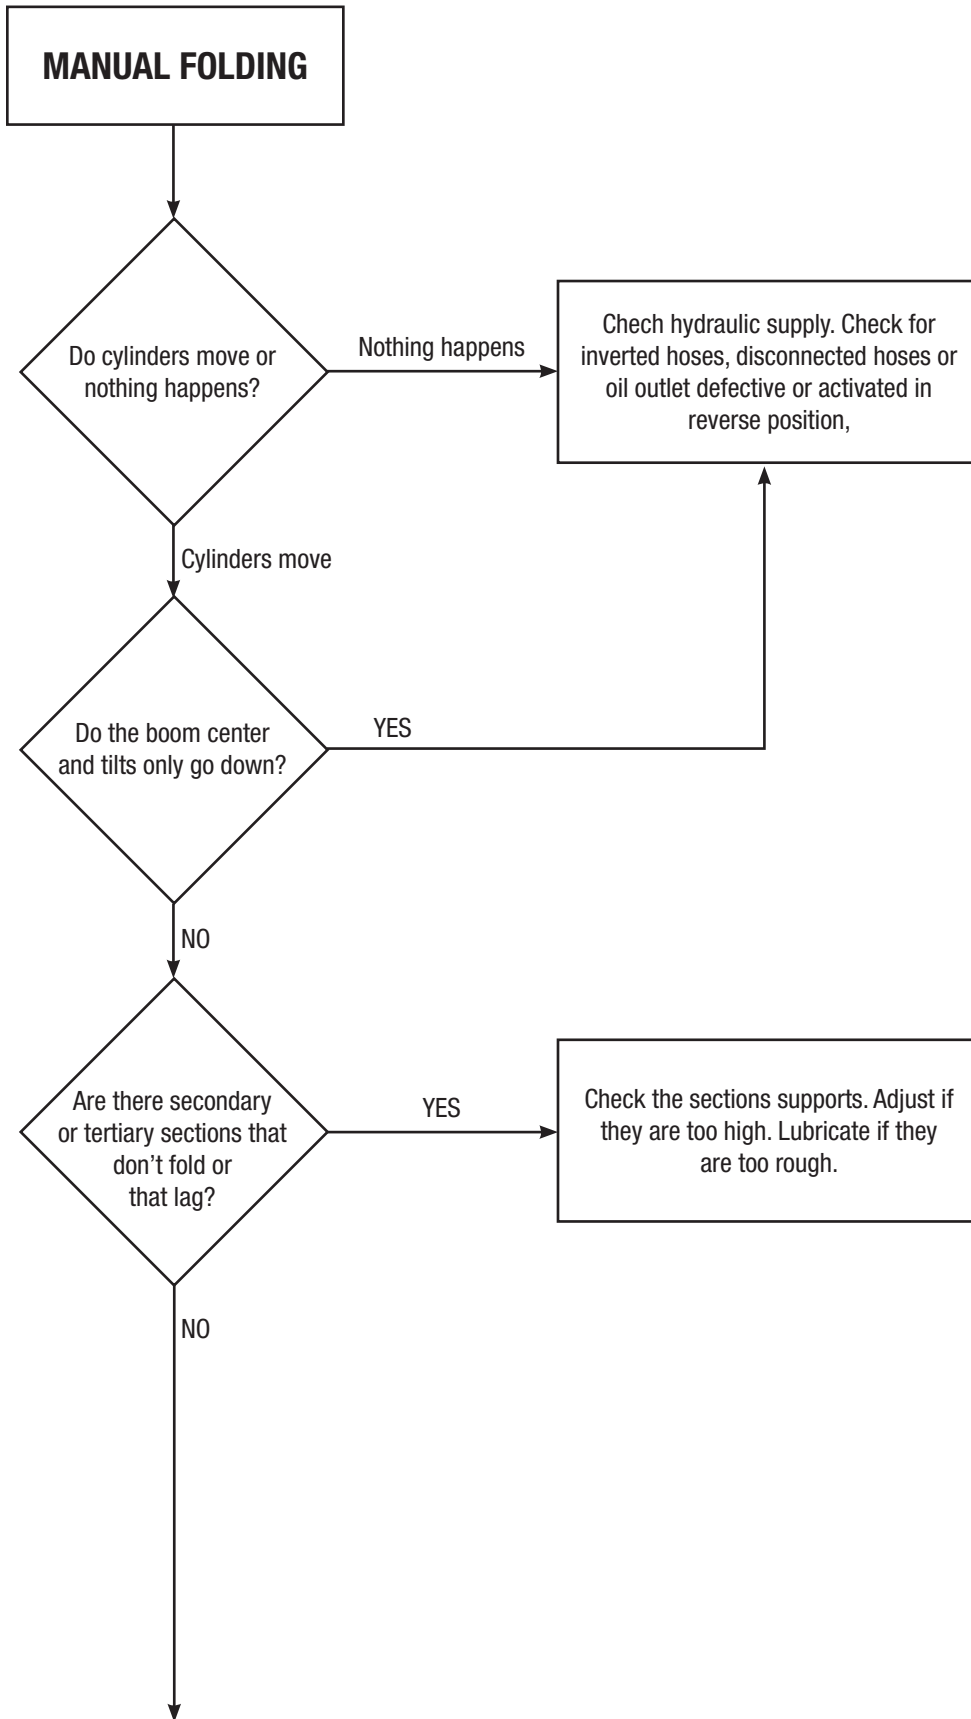 MANUAL FOLDING
Do cylinders move or
nothing happens?
Nothing happens
Chech hydraulic supply. Check for
inverted hoses, disconnected hoses or
oil outlet defective or activated in
reverse position,
Cylinders move
Do the boom center
and tilts only go down?
YES
NO
Are there secondary
or tertiary sections that
don’t fold or
that lag?
YES
Check the sections supports. Adjust if
they are too high. Lubricate if they
are too rough.
NO